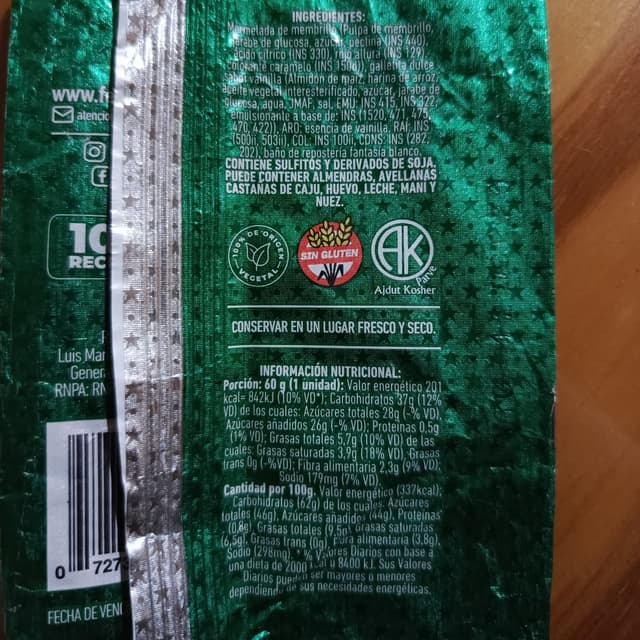 INGREDIENTES:
Mermelada de membrillo (Pulpa de membrillo,
jarabe de glucosa, azúcar, pectina (INS 440)
ácido cítrico (INS 330), rojo allura (INS 129),
colorante caramelo (INS 150d)), galletita dulce
sabor vainilla (Almidón de maíz, harina de arroz,
aceite vegetal interesterificado, azúcar, jarabe de
glucosa, agua, JMAF, sal, EMU: INS 415, INS 322,
emulsionante a base de: INS (1520, 471, 475,
470, 422)), ARO: esencia de vainilla, RAI: INS
(500ii, 503ii), COL: INS 100i), CONS: INS (282,
202), baño de repostería fantasía blanco.
CONTIENE SULFITOS Y DERIVADOS DE SOJA.
PUEDE CONTENER ALMENDRAS, AVELLANAS
CASTAÑAS DE CAJU, HUEVO, LECHE, MANI Y
NUEZ.
100% DE ORIGEN
VEGETAL
SIN GLUTEN
AK
Parve
Ajdut Kosher
CONSERVAR EN UN LUGAR FRESCO Y SECO.
INFORMACIÓN NUTRICIONAL:
Porción: 60 g (1 unidad): Valor energético 201
kcal= 842kJ (10% VD*); Carbohidratos 37g (12%
VD) de los cuales: Azúcares totales 28g (-% VD),
Azúcares añadidos 26g (-% VD); Proteínas 0.5g
(1% VD); Grasas totales 5,7g (10% VD) de las
cuales: Grasas saturadas 3,9g (18% VD), Grasas
trans 0g (-%VD); Fibra alimentaria 2.3g (9% VD),
Sodio 179mg (7% VD).
Cantidad por 100g. Valor energético (337kcal);
Carbohidratos (62g) de los cuales: Azúcares
totales (46g), Azúcares añadidos (44g), Proteínas
(0,8g), Grasas totales (9,5g), Grasas saturadas
(6,5g), Grasas trans (0g), Fibra alimentaria (3,8g),
Sodio (298mg). *% Valores Diarios con base a
una dieta de 2000 kcal u 8400 kJ. Sus Valores
Diarios pueden ser mayores o menores
dependiendo de sus necesidades energéticas.
www.f
atenci
10
REC
Luis Mar
Gener
RNPA: RN
0 727
FECHA DE VENC